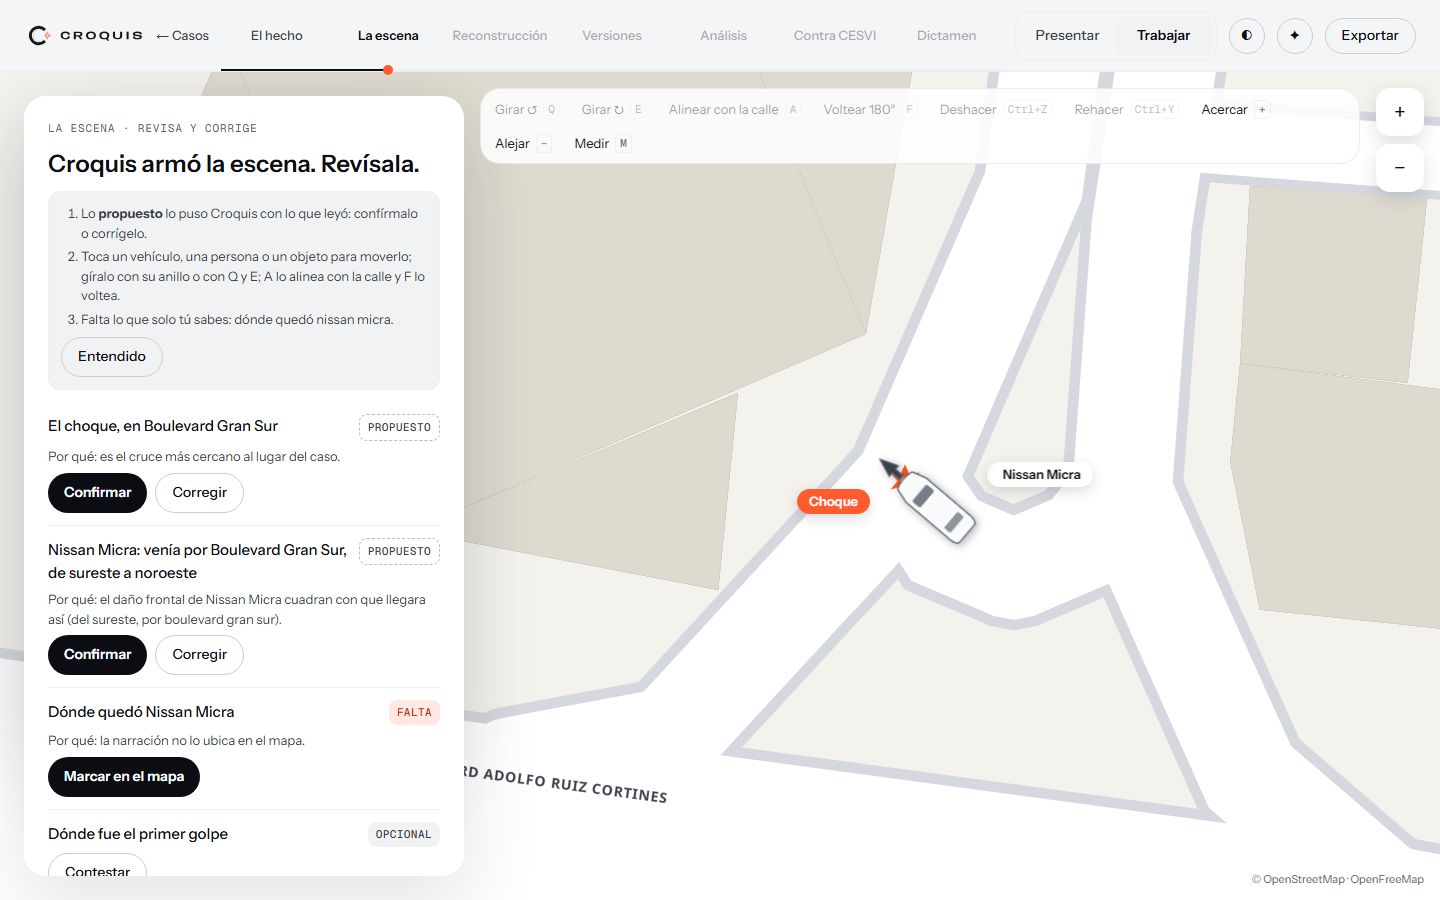 CROQUIS
← Casos
El hecho
La escena
Reconstrucción
Versiones
Análisis
Contra CESVI
Dictamen
Presentar
Trabajar
Exportar
Girar ↺ Q
Girar ↻ E
Alinear con la calle A
Voltear 180° F
Deshacer Ctrl+Z
Rehacer Ctrl+Y
Acercar +
Alejar −
Medir M
+
−
LA ESCENA · REVISA Y CORRIGE
Croquis armó la escena. Revísala.
1. Lo propuesto lo puso Croquis con lo que leyó: confírmalo
o corrígelo.
2. Toca un vehículo, una persona o un objeto para moverlo;
gíralo con su anillo o con Q y E; A lo alinea con la calle y F lo
voltea.
3. Falta lo que solo tú sabes: dónde quedó nissan micra.
Entendido
El choque, en Boulevard Gran Sur
PROPUESTO
Por qué: es el cruce más cercano al lugar del caso.
Confirmar
Corregir
Nissan Micra: venía por Boulevard Gran Sur,
de sureste a noroeste
PROPUESTO
Por qué: el daño frontal de Nissan Micra cuadran con que llegara
así (del sureste, por boulevard gran sur).
Confirmar
Corregir
Dónde quedó Nissan Micra
FALTA
Por qué: la narración no lo ubica en el mapa.
Marcar en el mapa
Dónde fue el primer golpe
OPCIONAL
Contestar
Choque
Nissan Micra
RD ADOLFO RUIZ CORTINES
© OpenStreetMap · OpenFreeMap